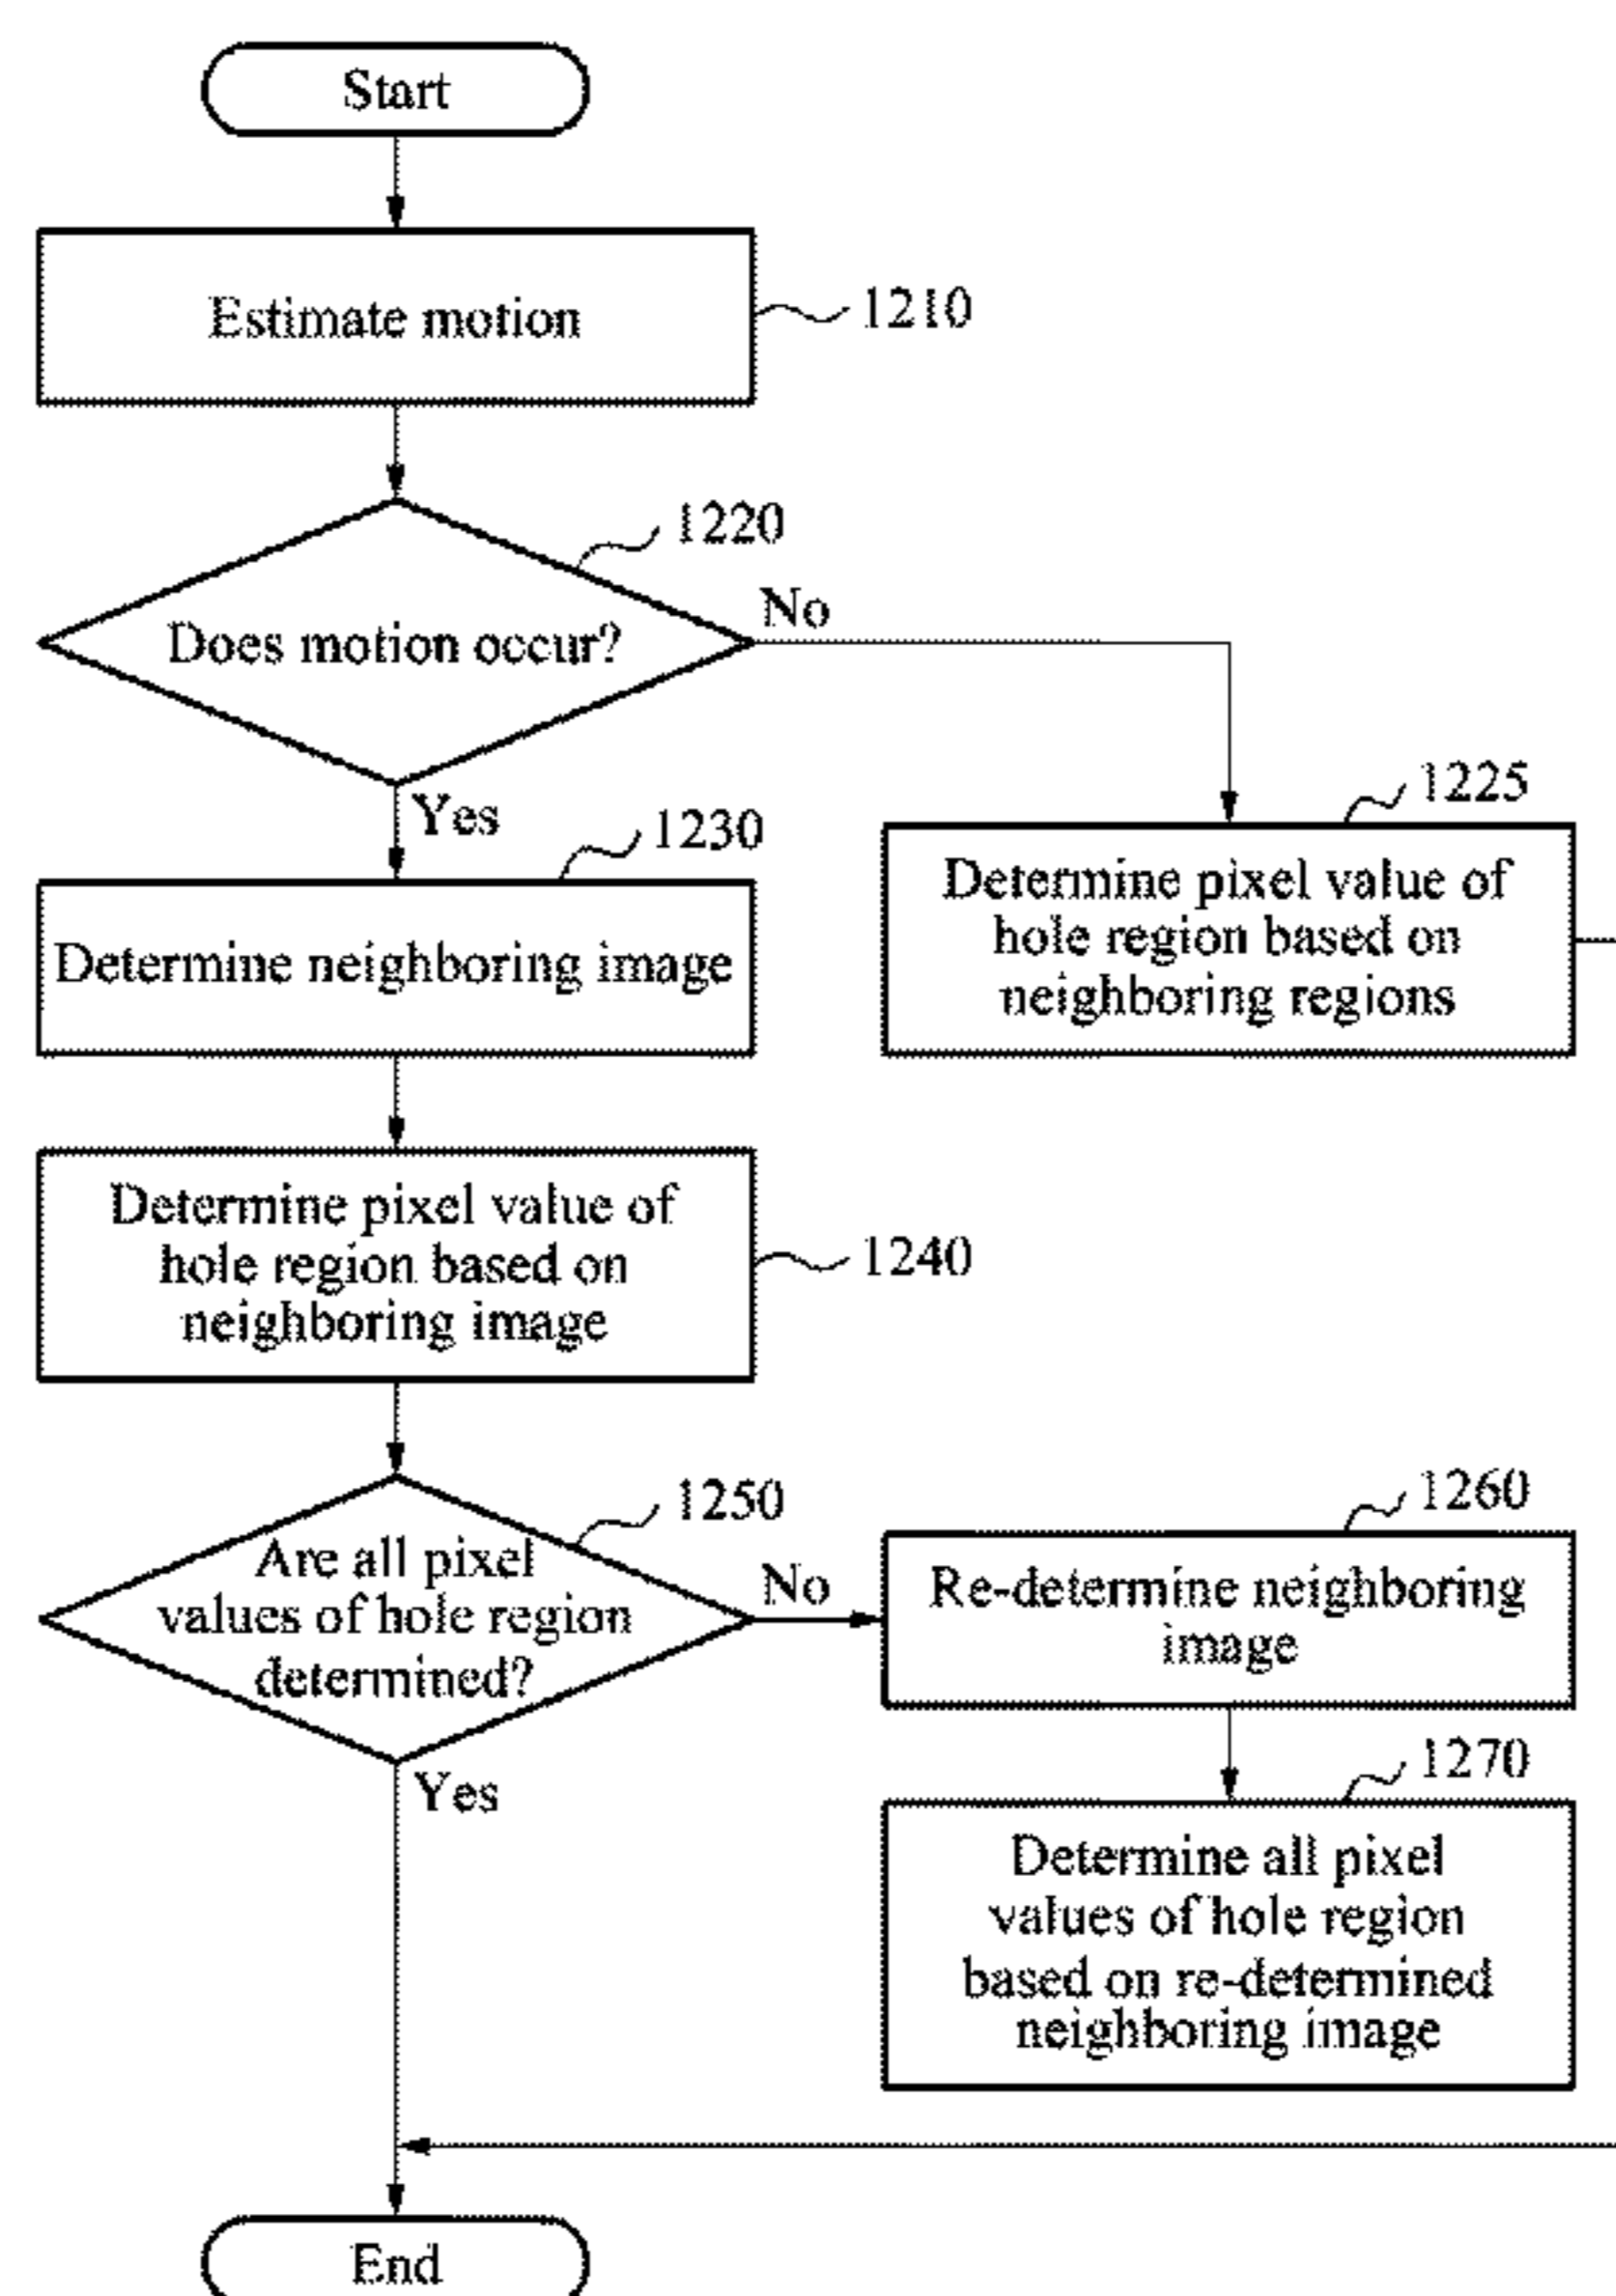 Start
Estimate motion
1210
1220
Does motion occur?
No
Yes
1225
Determine pixel value of
hole region based on
neighboring regions
1230
Determine neighboring image
Determine pixel value of
hole region based on
neighboring image
1240
1250
Are all pixel
values of hole region
determined?
No
Yes
1260
Re-determine neighboring
image
1270
Determine all pixel
values of hole region
based on re-determined
neighboring image
End